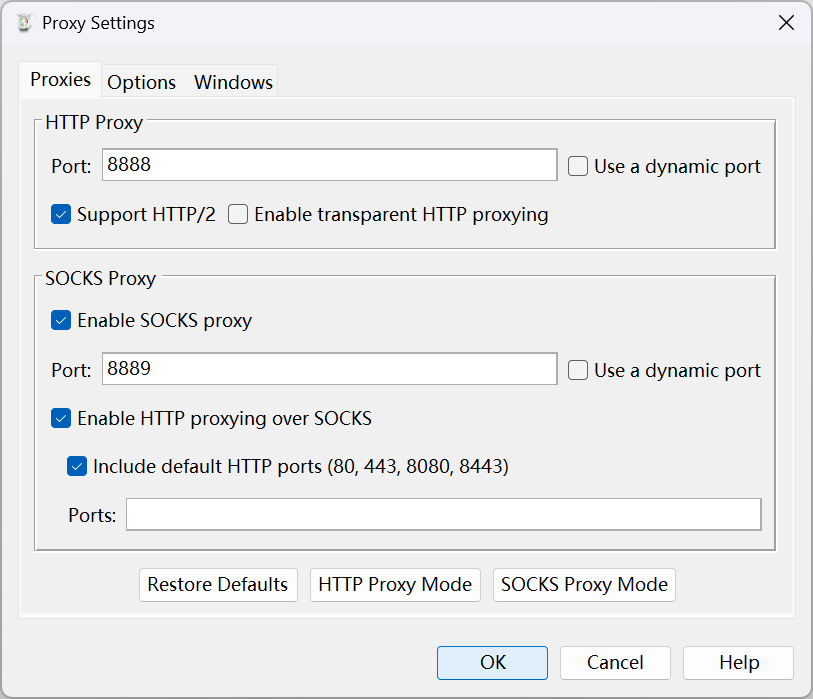 Proxy Settings
Proxies Options Windows
HTTP Proxy
Port: 8888 Use a dynamic port
Support HTTP/2 Enable transparent HTTP proxying
SOCKS Proxy
Enable SOCKS proxy
Port: 8889 Use a dynamic port
Enable HTTP proxying over SOCKS
Include default HTTP ports (80, 443, 8080, 8443)
Ports:
Restore Defaults HTTP Proxy Mode SOCKS Proxy Mode
OK Cancel Help